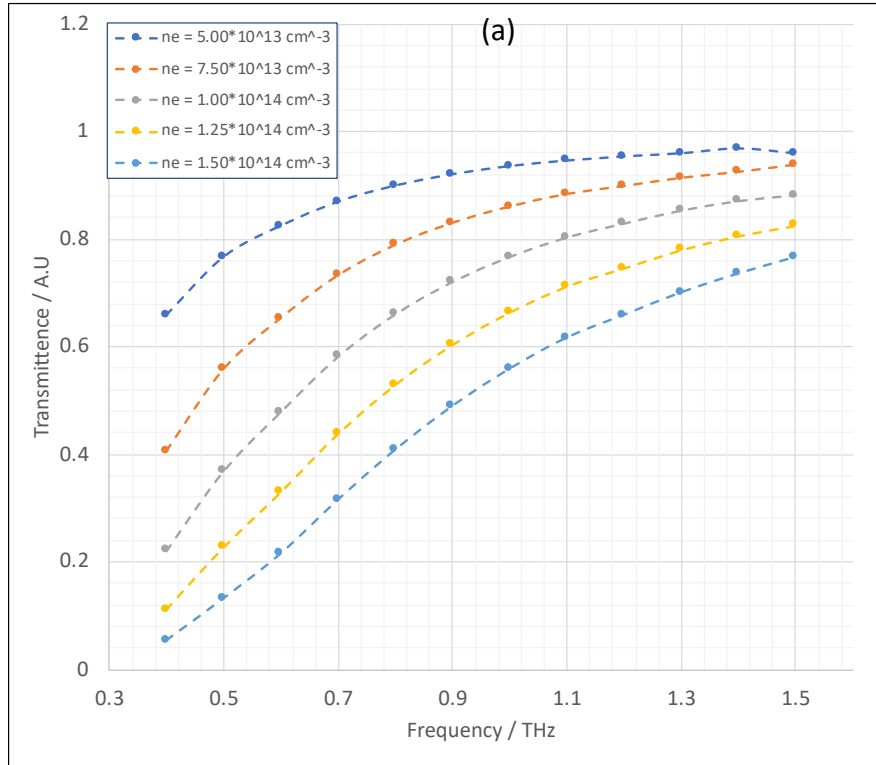 (a)
ne = 5.00*10^13 cm^-3
ne = 7.50*10^13 cm^-3
ne = 1.00*10^14 cm^-3
ne = 1.25*10^14 cm^-3
ne = 1.50*10^14 cm^-3
1.2
1
0.8
0.6
0.4
0.2
0
Transmittence / A.U
0.3 0.5 0.7 0.9 1.1 1.3 1.5
Frequency / THz